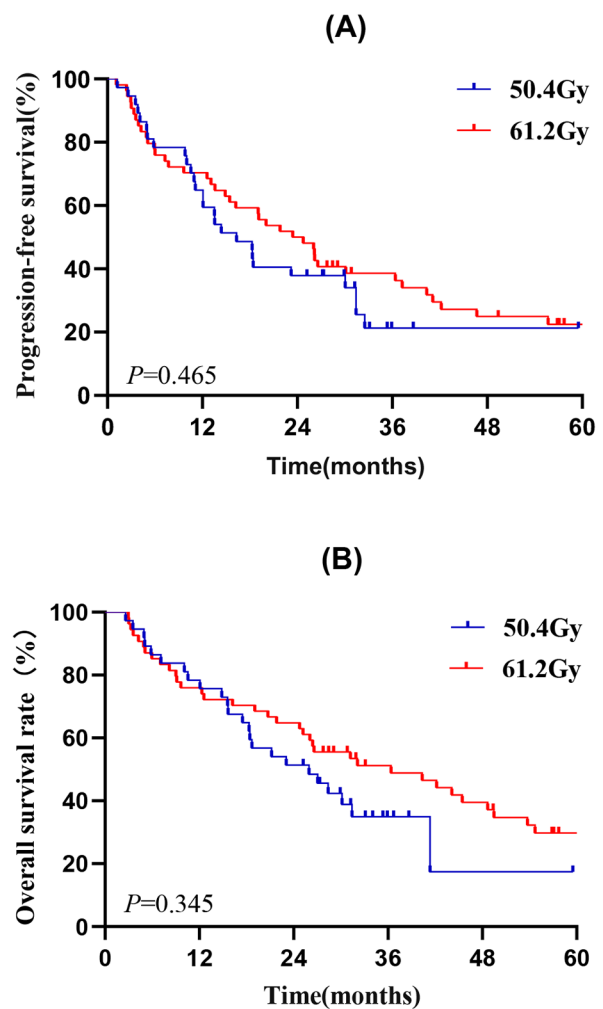 (A)
Progression-free survival(%)
100
80
60
40
20
0
50.4Gy
61.2Gy
P=0.465
0 12 24 36 48 60
Time(months)
(B)
Overall survival rate（%）
100
80
60
40
20
0
50.4Gy
61.2Gy
P=0.345
0 12 24 36 48 60
Time(months)